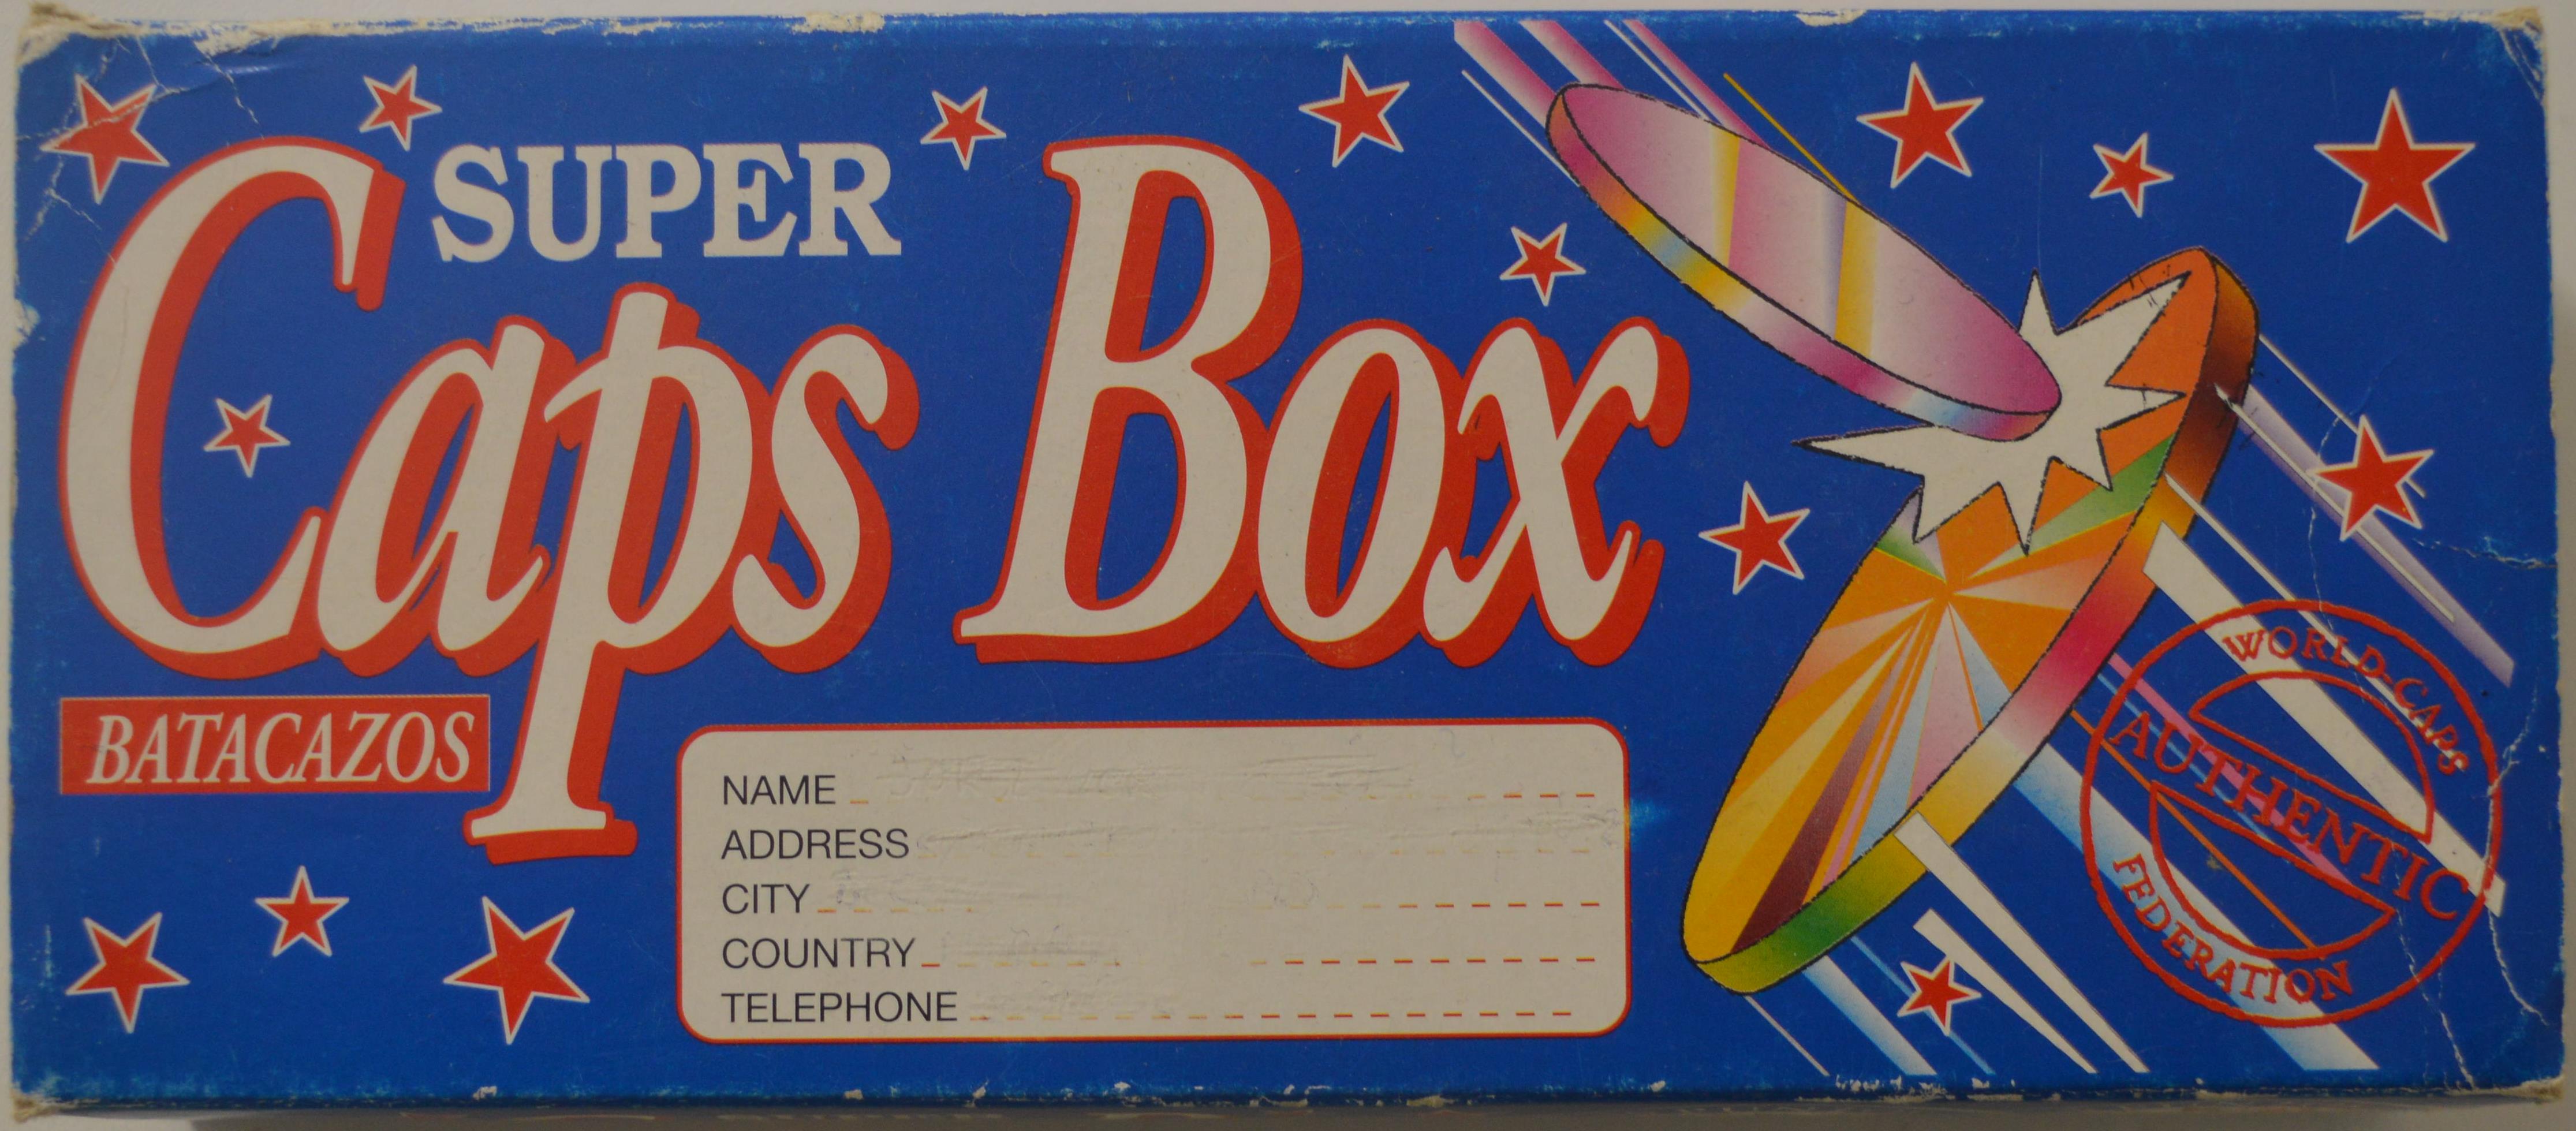 SUPER
Caps Box
BATACAZOS
NAME
ADDRESS
CITY
COUNTRY
TELEPHONE
WORLD-CAPS
AUTHENTIC
FEDERATION